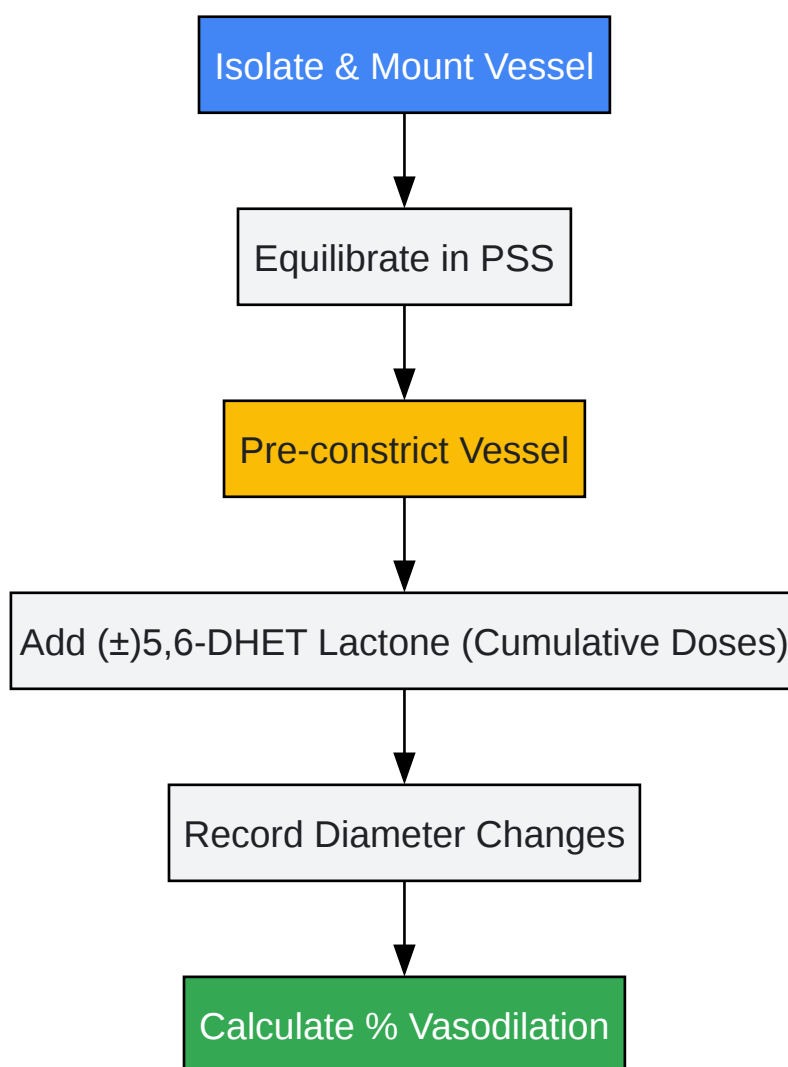 Isolate & Mount Vessel
Equilibrate in PSS
Pre-constrict Vessel
Add (±)5,6-DHET Lactone (Cumulative Doses)
Record Diameter Changes
Calculate % Vasodilation